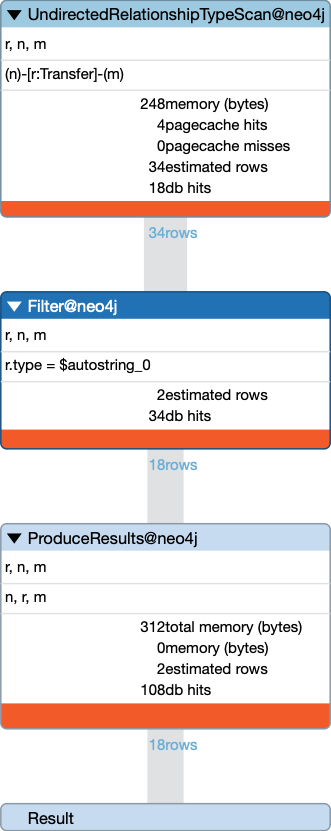 UndirectedRelationshipTypeScan@neo4j
r, n, m
(n)-[r:Transfer]-(m)
248memory (bytes)
4pagecache hits
0pagecache misses
34estimated rows
18db hits
34rows
Filter@neo4j
r, n, m
r.type = $autostring_0
2estimated rows
34db hits
18rows
ProduceResults@neo4j
r, n, m
n, r, m
312total memory (bytes)
0memory (bytes)
2estimated rows
108db hits
18rows
Result